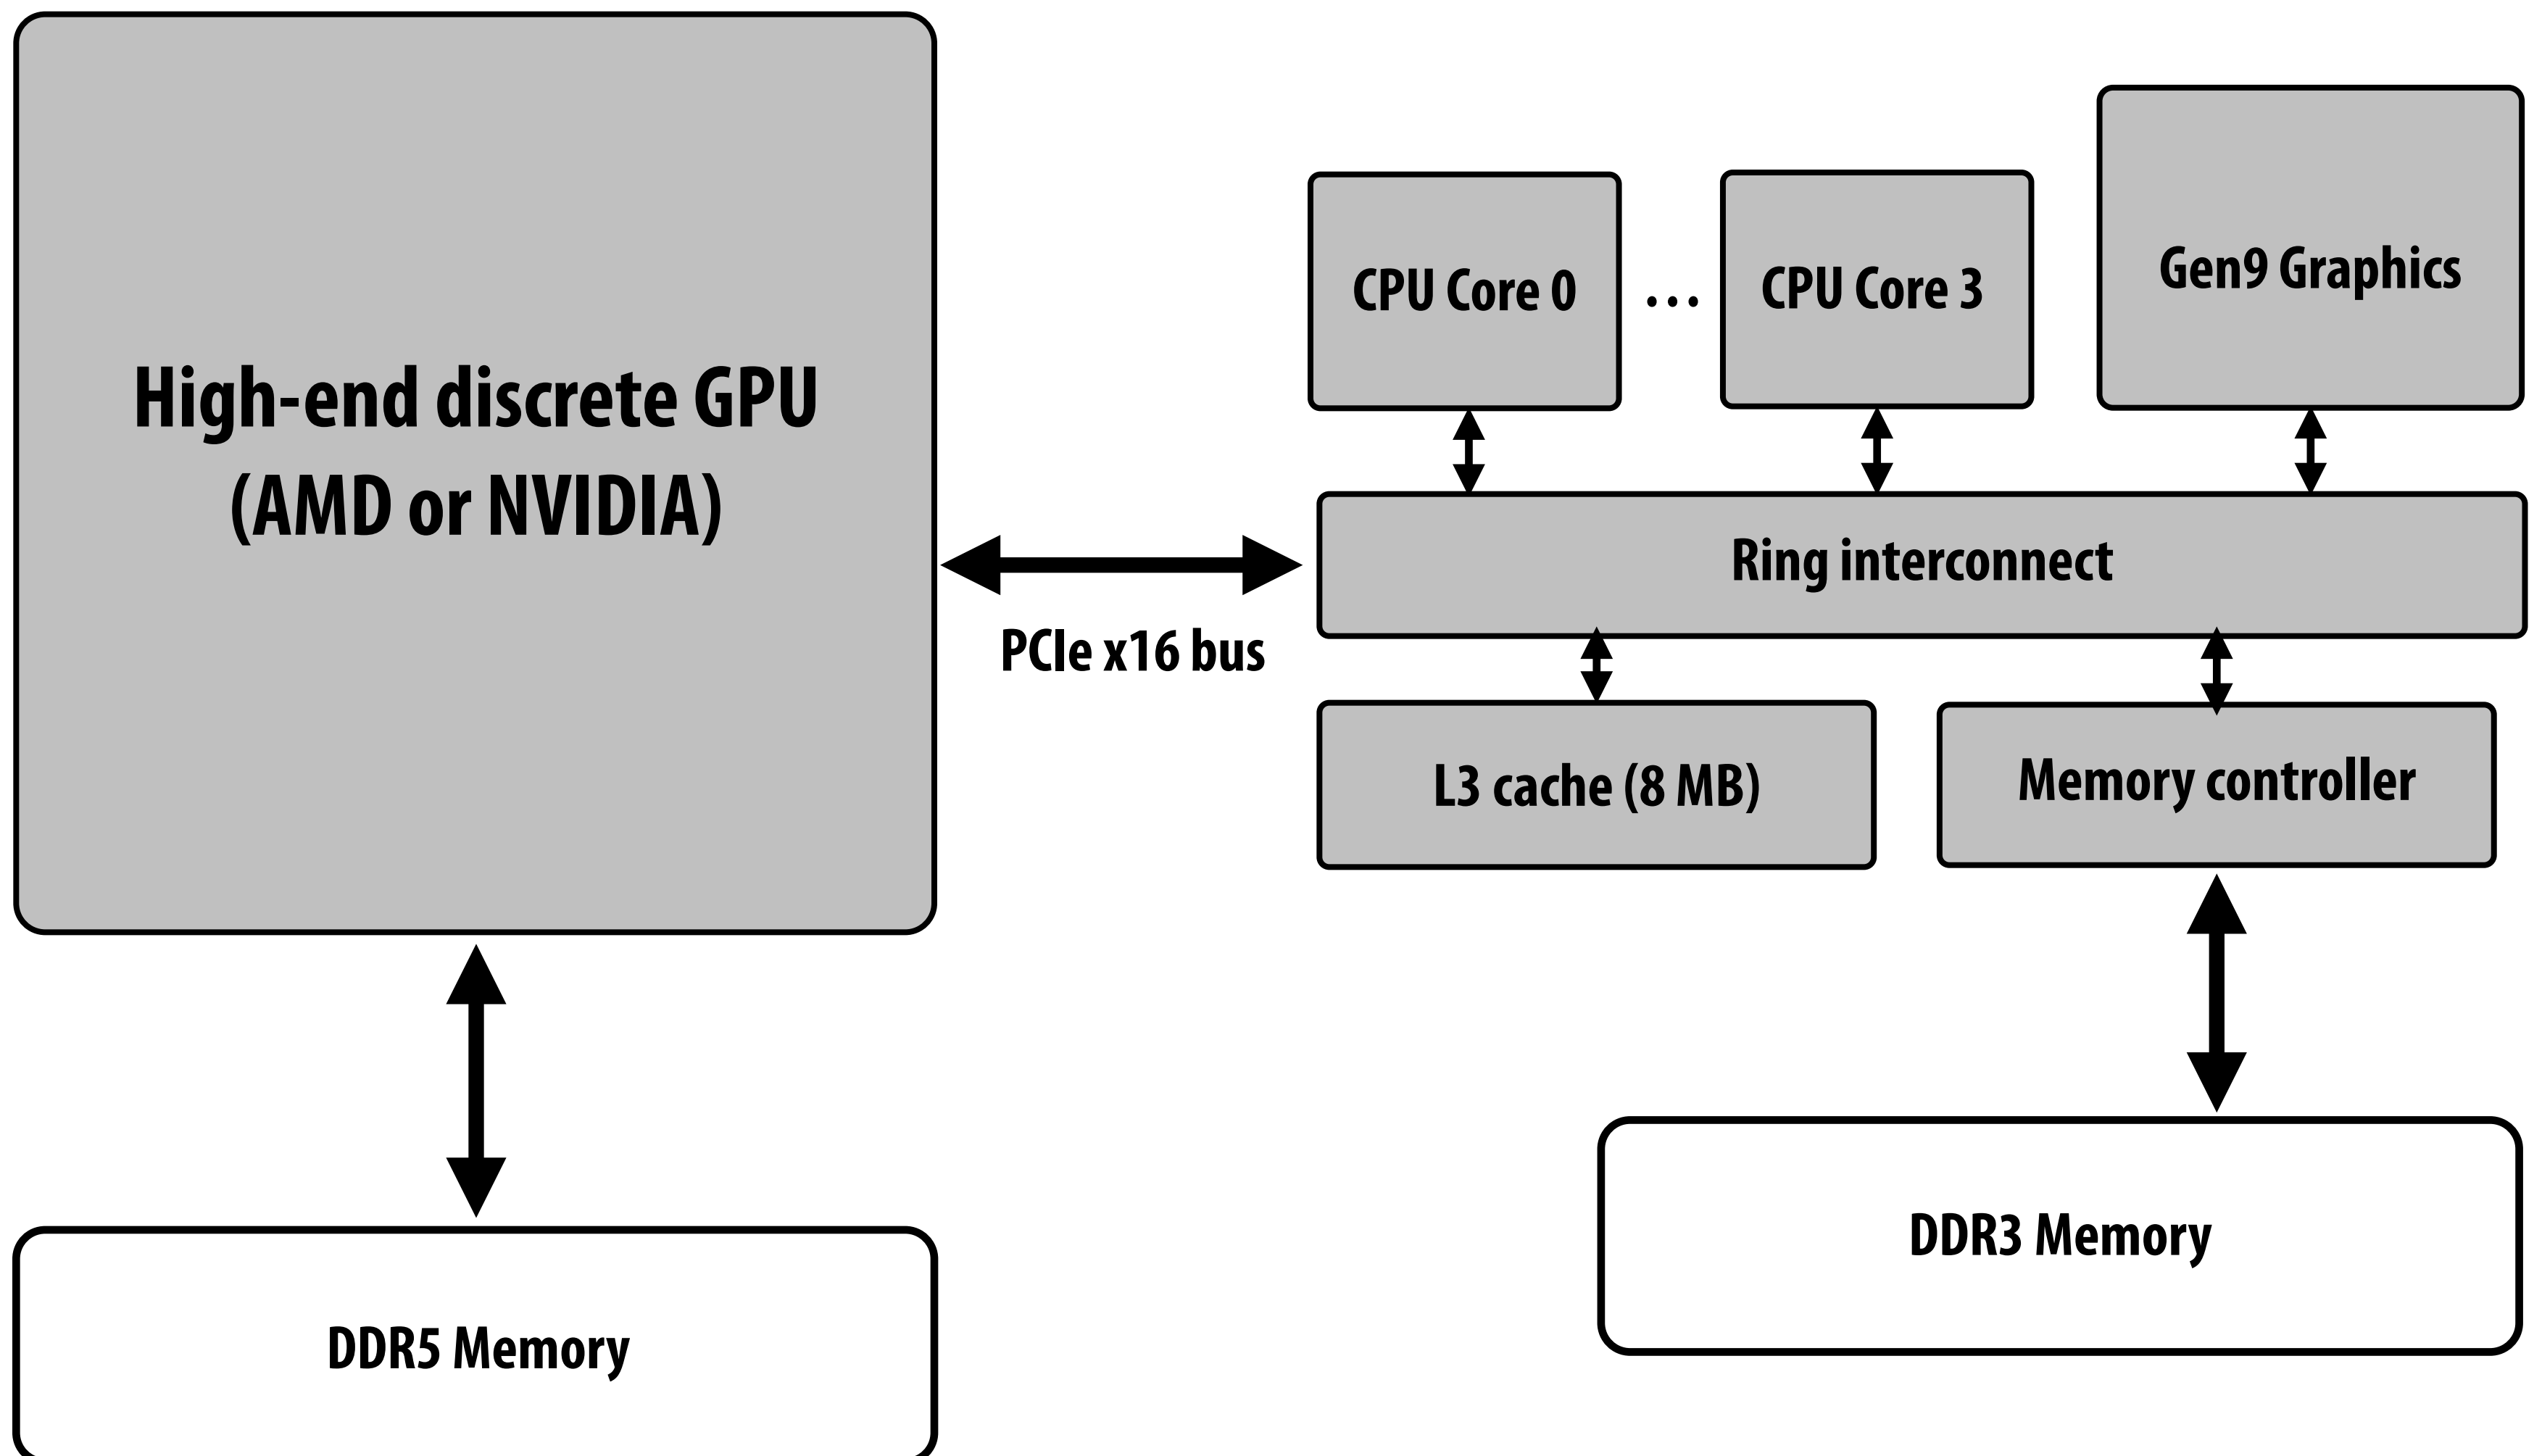 High-end discrete GPU
(AMD or NVIDIA)
PCIe x16 bus
CPU Core 0
...
CPU Core 3
Gen9 Graphics
Ring interconnect
L3 cache (8 MB)
Memory controller
DDR5 Memory
DDR3 Memory